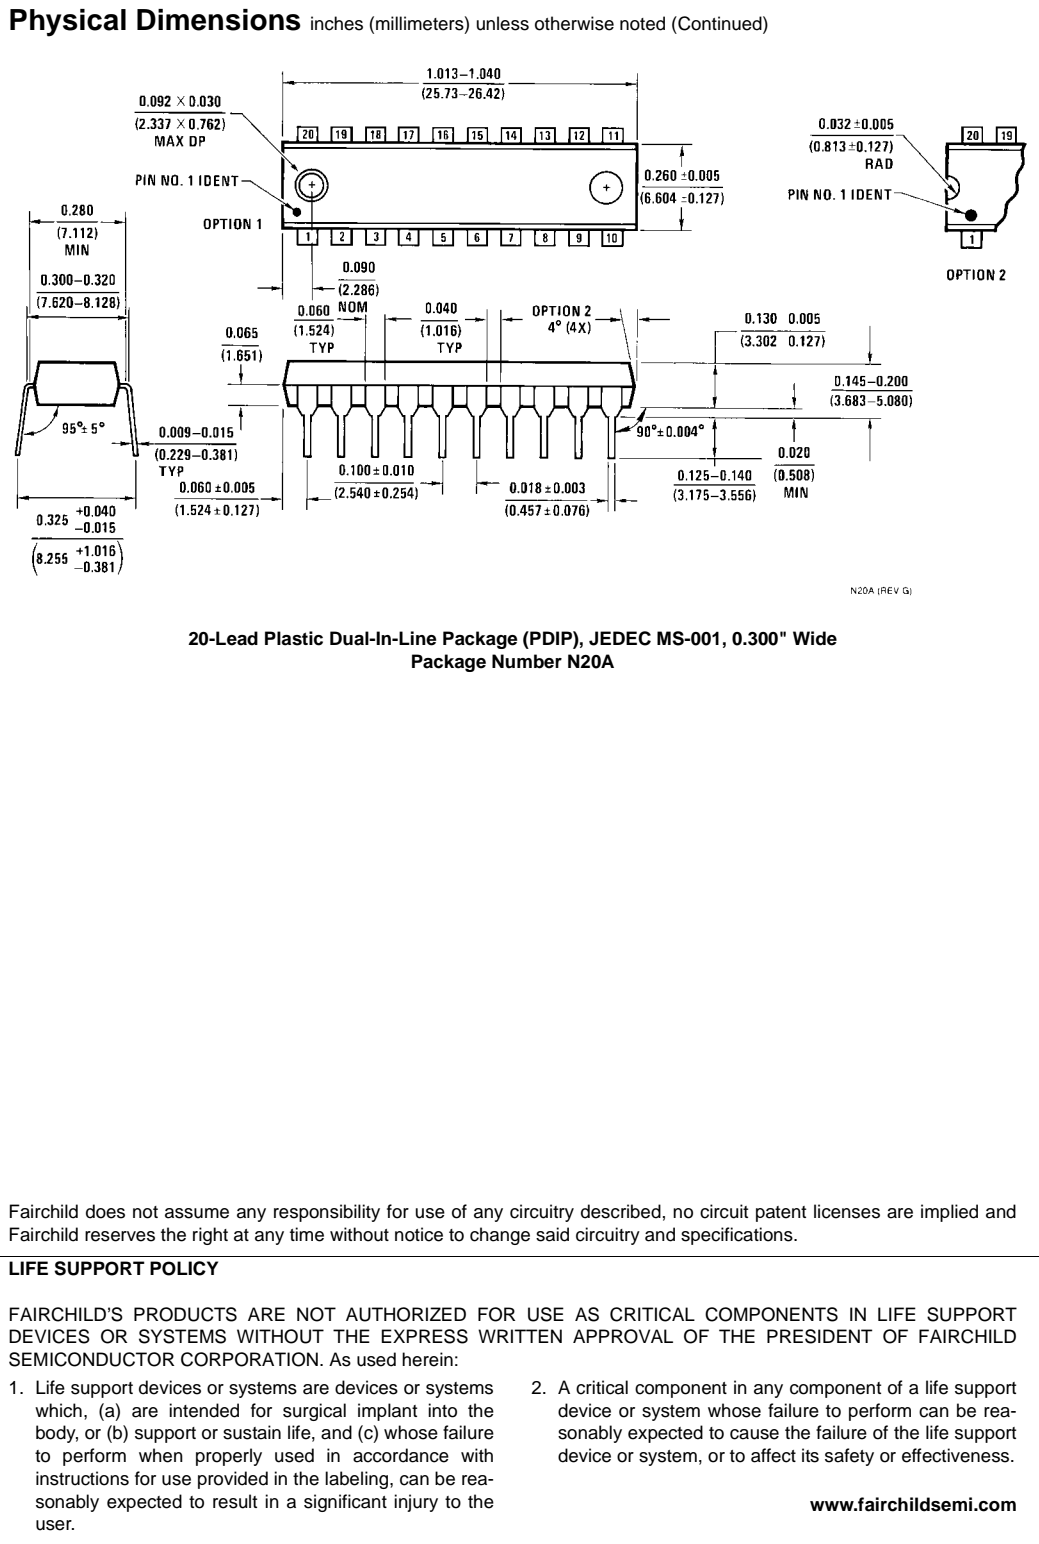 Physical Dimensions inches (millimeters) unless otherwise noted (Continued)
1.013–1.040
(25.73–26.42)
0.092 × 0.030
(2.337 × 0.762)
MAX DP
20 19 18 17 16 15 14 13 12 11
PIN NO. 1 IDENT
OPTION 1
1 2 3 4 5 6 7 8 9 10
0.260 ±0.005
(6.604 ±0.127)
0.032 ±0.005
(0.813 ±0.127)
RAD
20 19
PIN NO. 1 IDENT
1
OPTION 2
0.280
(7.112)
MIN
0.300–0.320
(7.620–8.128)
0.090
(2.286)
NOM
0.060
(1.524)
TYP
0.040
(1.016)
TYP
OPTION 2
4° (4X)
0.065
(1.651)
0.130 0.005
(3.302 0.127)
0.145–0.200
(3.683–5.080)
95°± 5°
0.009–0.015
(0.229–0.381)
TYP
90°±0.004°
0.020
(0.508)
MIN
0.100 ±0.010
(2.540 ±0.254)
0.125–0.140
(3.175–3.556)
0.060 ±0.005
(1.524 ±0.127)
0.018 ±0.003
(0.457 ±0.076)
0.325 +0.040
–0.015
(8.255 +1.016
–0.381)
N20A (REV G)
20-Lead Plastic Dual-In-Line Package (PDIP), JEDEC MS-001, 0.300" Wide
Package Number N20A
Fairchild does not assume any responsibility for use of any circuitry described, no circuit patent licenses are implied and
Fairchild reserves the right at any time without notice to change said circuitry and specifications.
LIFE SUPPORT POLICY
FAIRCHILD'S PRODUCTS ARE NOT AUTHORIZED FOR USE AS CRITICAL COMPONENTS IN LIFE SUPPORT
DEVICES OR SYSTEMS WITHOUT THE EXPRESS WRITTEN APPROVAL OF THE PRESIDENT OF FAIRCHILD
SEMICONDUCTOR CORPORATION. As used herein:
1. Life support devices or systems are devices or systems
which, (a) are intended for surgical implant into the
body, or (b) support or sustain life, and (c) whose failure
to perform when properly used in accordance with
instructions for use provided in the labeling, can be rea-
sonably expected to result in a significant injury to the
user.
2. A critical component in any component of a life support
device or system whose failure to perform can be rea-
sonably expected to cause the failure of the life support
device or system, or to affect its safety or effectiveness.
www.fairchildsemi.com